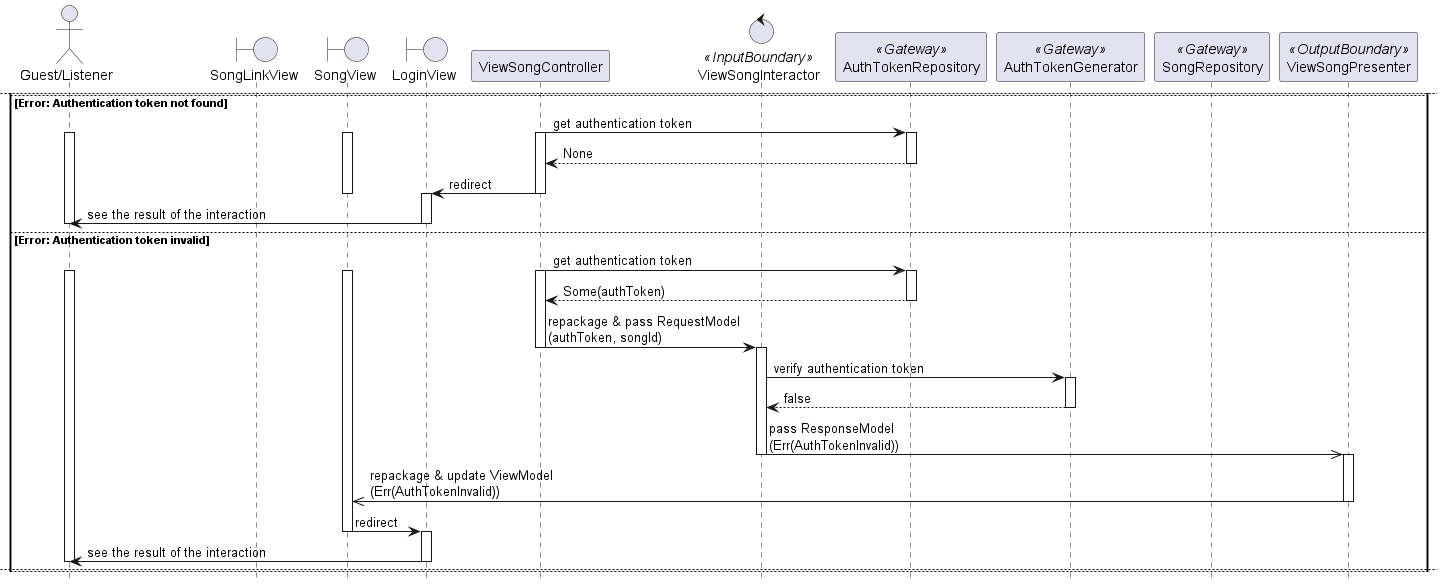 Guest/Listener
SongLinkView
SongView
LoginView
ViewSongController
«InputBoundary»
ViewSongInteractor
«Gateway»
AuthTokenRepository
«Gateway»
AuthTokenGenerator
«Gateway»
SongRepository
«OutputBoundary»
ViewSongPresenter
[Error: Authentication token not found]
get authentication token
None
redirect
see the result of the interaction
[Error: Authentication token invalid]
get authentication token
Some(authToken)
repackage & pass RequestModel
(authToken, songId)
verify authentication token
false
pass ResponseModel
(Err(AuthTokenInvalid))
repackage & update ViewModel
(Err(AuthTokenInvalid))
redirect
see the result of the interaction